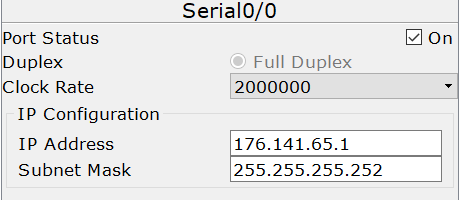 Serial0/0
Port Status On
Duplex Full Duplex
Clock Rate 2000000
IP Configuration
IP Address 176.141.65.1
Subnet Mask 255.255.255.252